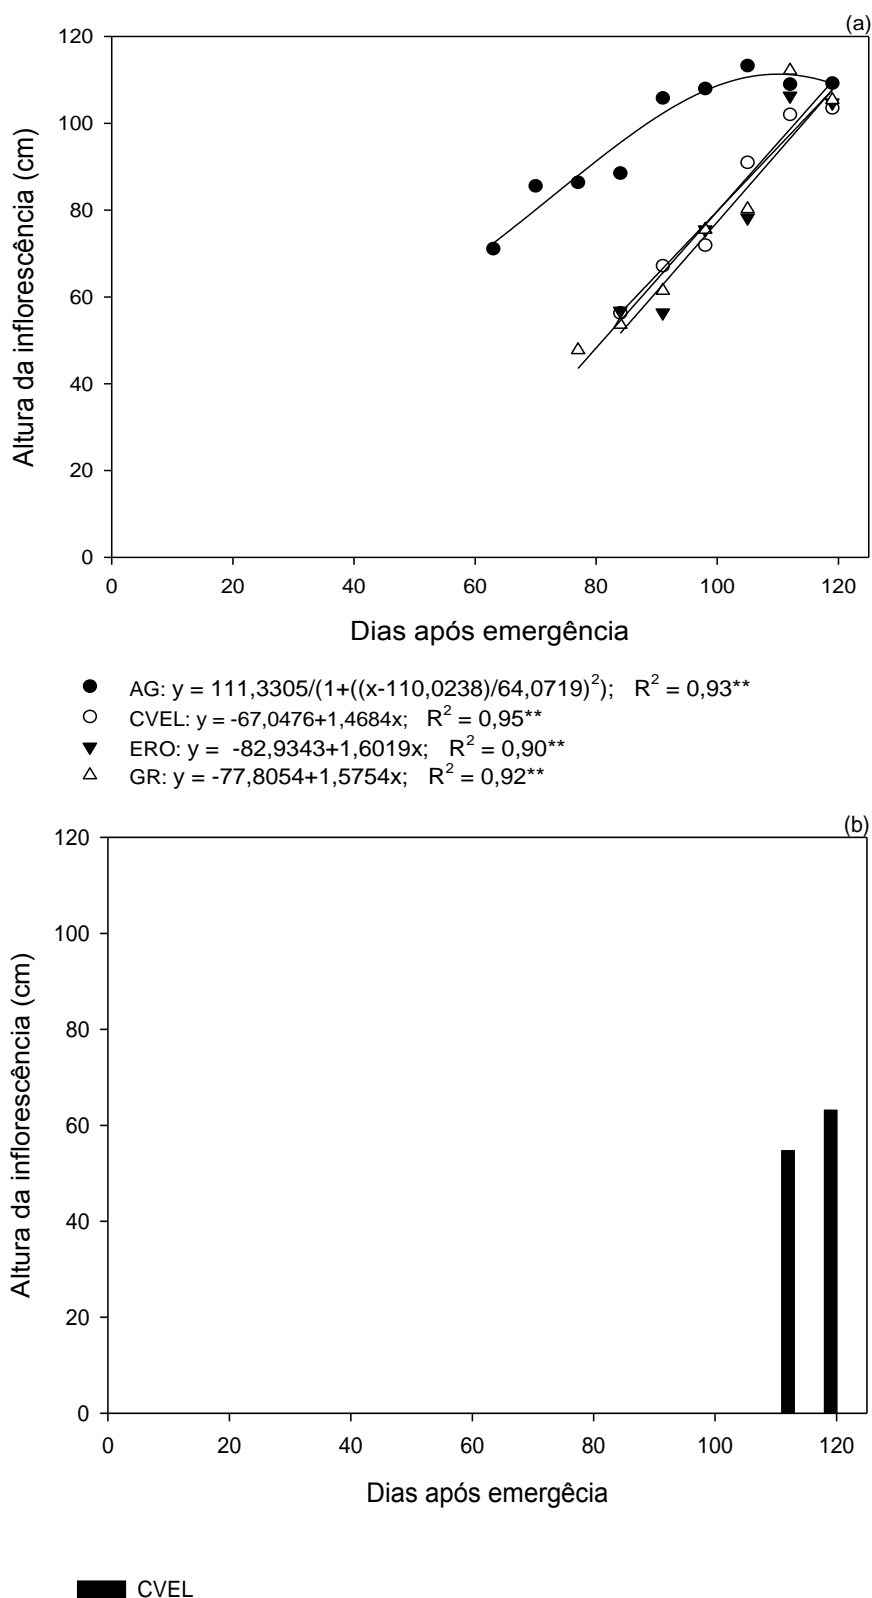 (a)
120
100
80
60
40
20
0
Altura da inflorescência (cm)
0 20 40 60 80 100 120
Dias após emergência
AG: y = 111,3305/(1+((x-110,0238)/64,0719)²); R² = 0,93**
CVEL: y = -67,0476+1,4684x; R² = 0,95**
ERO: y = -82,9343+1,6019x; R² = 0,90**
GR: y = -77,8054+1,5754x; R² = 0,92**
(b)
120
100
80
60
40
20
0
Altura da inflorescência (cm)
0 20 40 60 80 100 120
Dias após emergêcia
CVEL